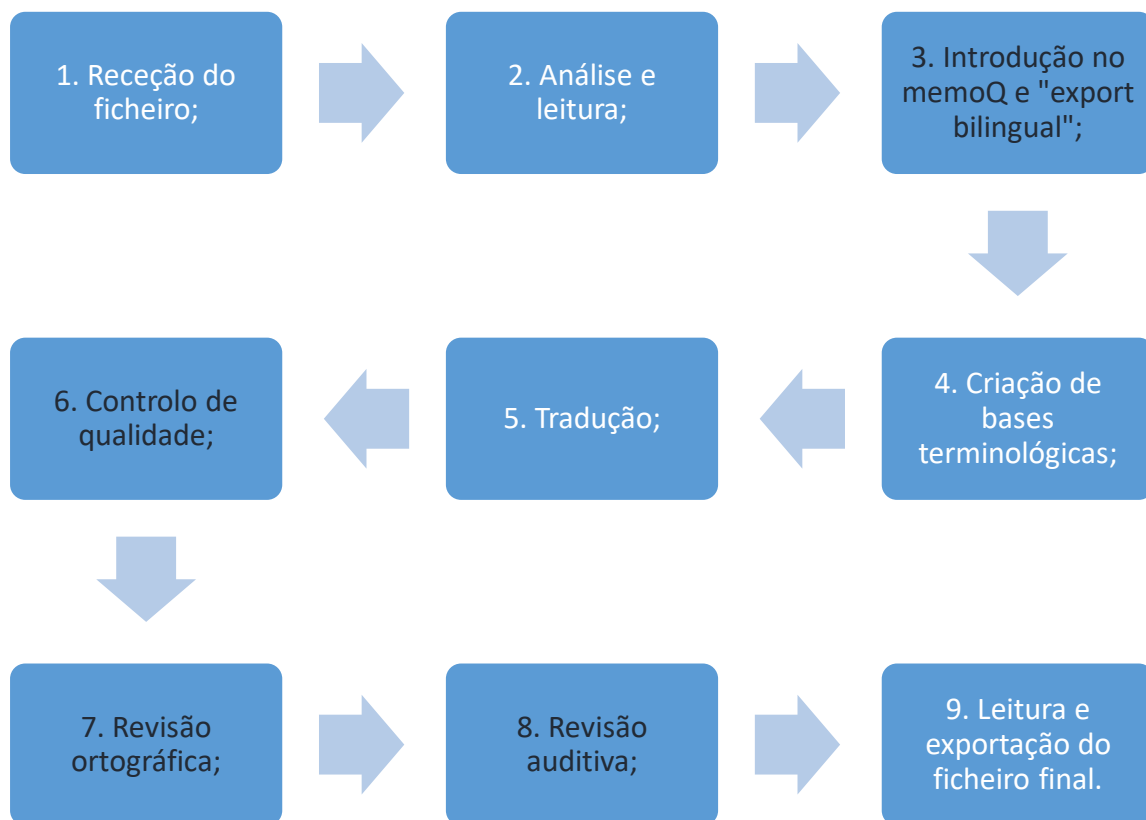 1. Receção do
ficheiro;
2. Análise e
leitura;
3. Introdução no
memoQ e "export
bilingual";
4. Criação de
bases
terminológicas;
5. Tradução;
6. Controlo de
qualidade;
7. Revisão
ortográfica;
8. Revisão
auditiva;
9. Leitura e
exportação do
ficheiro final.